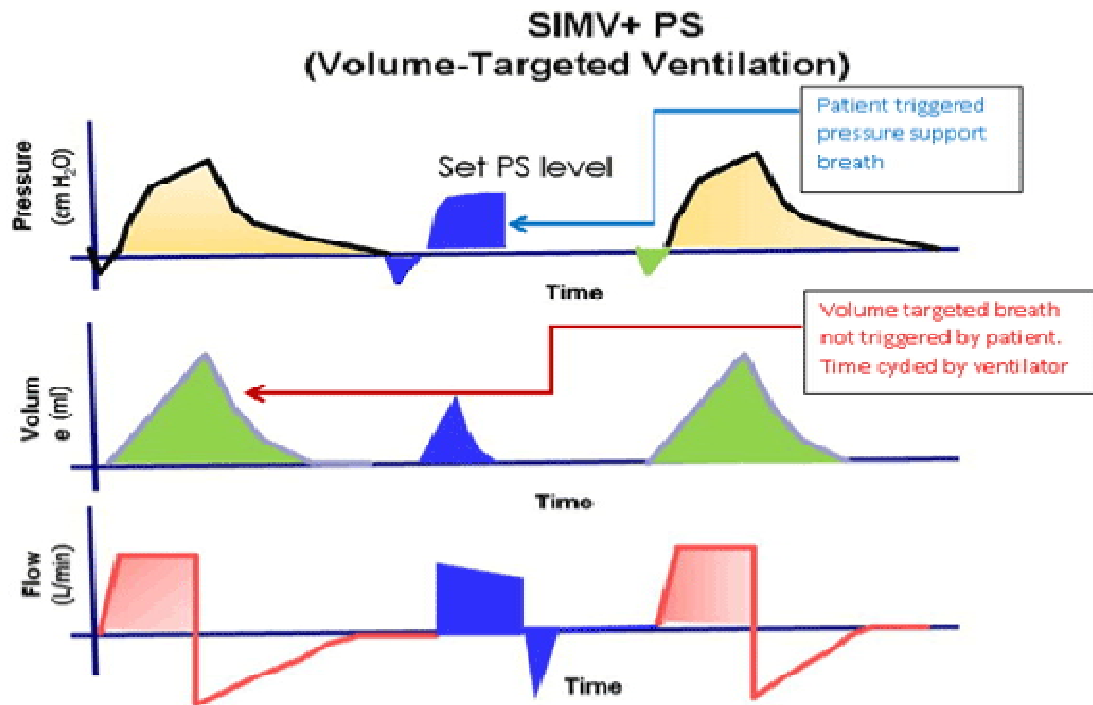 SIMV+ PS
(Volume-Targeted Ventilation)
Patient triggered
pressure support
breath
Pressure
(cm H₂O)
Set PS level
Time
Volume targeted breath
not triggered by patient.
Time cycled by ventilator
Volum
e (ml)
Time
Flow
(L/min)
Time